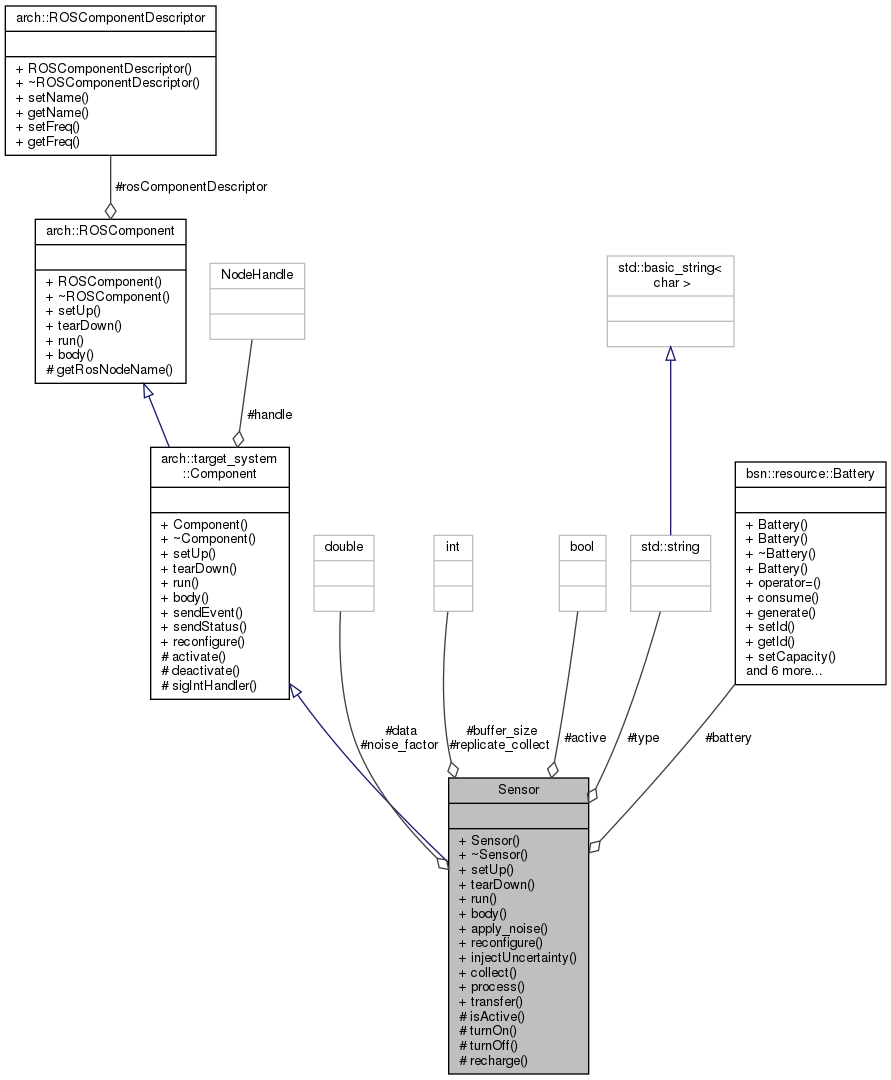 arch::ROSComponentDescriptor
+ ROSComponentDescriptor()
+ ~ROSComponentDescriptor()
+ setName()
+ getName()
+ setFreq()
+ getFreq()
#rosComponentDescriptor
arch::ROSComponent
+ ROSComponent()
+ ~ROSComponent()
+ setUp()
+ tearDown()
+ run()
+ body()
# getRosNodeName()
NodeHandle
#handle
std::basic_string<
char >
arch::target_system
::Component
+ Component()
+ ~Component()
+ setUp()
+ tearDown()
+ run()
+ body()
+ sendEvent()
+ sendStatus()
+ reconfigure()
# activate()
# deactivate()
# sigIntHandler()
double
int
bool
std::string
bsn::resource::Battery
+ Battery()
+ Battery()
+ ~Battery()
+ Battery()
+ operator=()
+ consume()
+ generate()
+ setId()
+ getId()
+ setCapacity()
and 6 more...
#data
#noise_factor
#buffer_size
#replicate_collect
#active
#type
#battery
Sensor
+ Sensor()
+ ~Sensor()
+ setUp()
+ tearDown()
+ run()
+ body()
+ apply_noise()
+ reconfigure()
+ injectUncertainty()
+ collect()
+ process()
+ transfer()
# isActive()
# turnOn()
# turnOff()
# recharge()